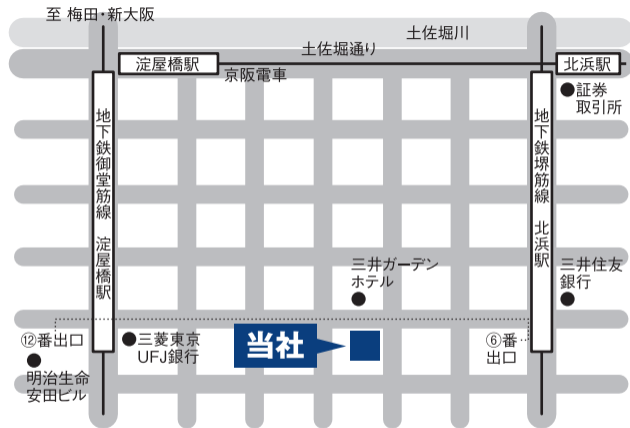 至 梅田・新大阪
土佐堀川
土佐堀通り
淀屋橋駅
北浜駅
京阪電車
証券
取引所
地下鉄御堂筋線 淀屋橋駅
地下鉄堺筋線 北浜駅
三井ガーデン
ホテル
三井住友
銀行
⑫番出口
三菱東京
UFJ銀行
当社
⑥番
出口
明治生命
安田ビル